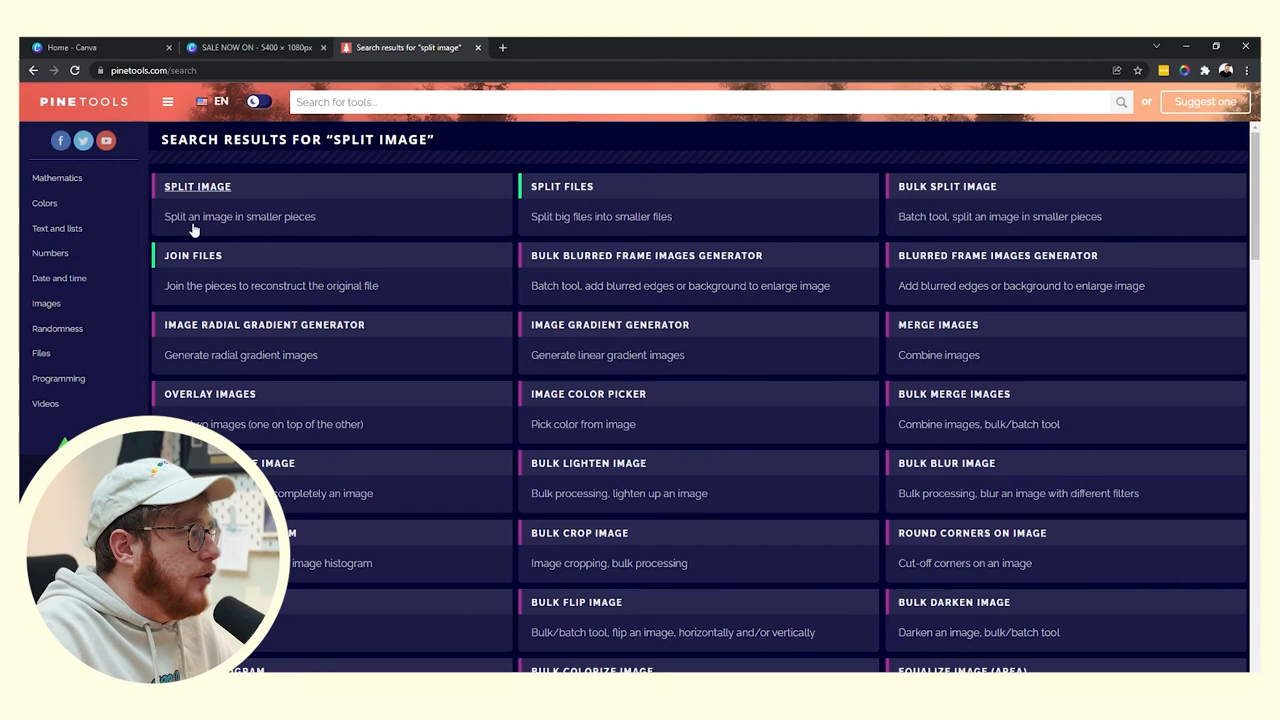 Home - Canva
SALE NOW ON - 5400 × 1080px
Search results for "split image"
pinetools.com/search
PINETOOLS
EN
Search for tools...
or
Suggest one
SEARCH RESULTS FOR “SPLIT IMAGE”
Mathematics
Colors
Text and lists
Numbers
Date and time
Images
Randomness
Files
Programming
Videos
SPLIT IMAGE
Split an image in smaller pieces
SPLIT FILES
Split big files into smaller files
BULK SPLIT IMAGE
Batch tool, split an image in smaller pieces
JOIN FILES
Join the pieces to reconstruct the original file
BULK BLURRED FRAME IMAGES GENERATOR
Batch tool, add blurred edges or background to enlarge image
BLURRED FRAME IMAGES GENERATOR
Add blurred edges or background to enlarge image
IMAGE RADIAL GRADIENT GENERATOR
Generate radial gradient images
IMAGE GRADIENT GENERATOR
Generate linear gradient images
MERGE IMAGES
Combine images
OVERLAY IMAGES
images (one on top of the other)
IMAGE COLOR PICKER
Pick color from image
BULK MERGE IMAGES
Combine images, bulk/batch tool
IMAGE
completely an image
BULK LIGHTEN IMAGE
Bulk processing, lighten up an image
BULK BLUR IMAGE
Bulk processing, blur an image with different filters
image histogram
BULK CROP IMAGE
Image cropping, bulk processing
ROUND CORNERS ON IMAGE
Cut-off corners on an image
BULK FLIP IMAGE
Bulk/batch tool, flip an image, horizontally and/or vertically
BULK DARKEN IMAGE
Darken an image, bulk/batch tool
BULK COLORIZE IMAGE
EQUALIZE IMAGE (AREA)